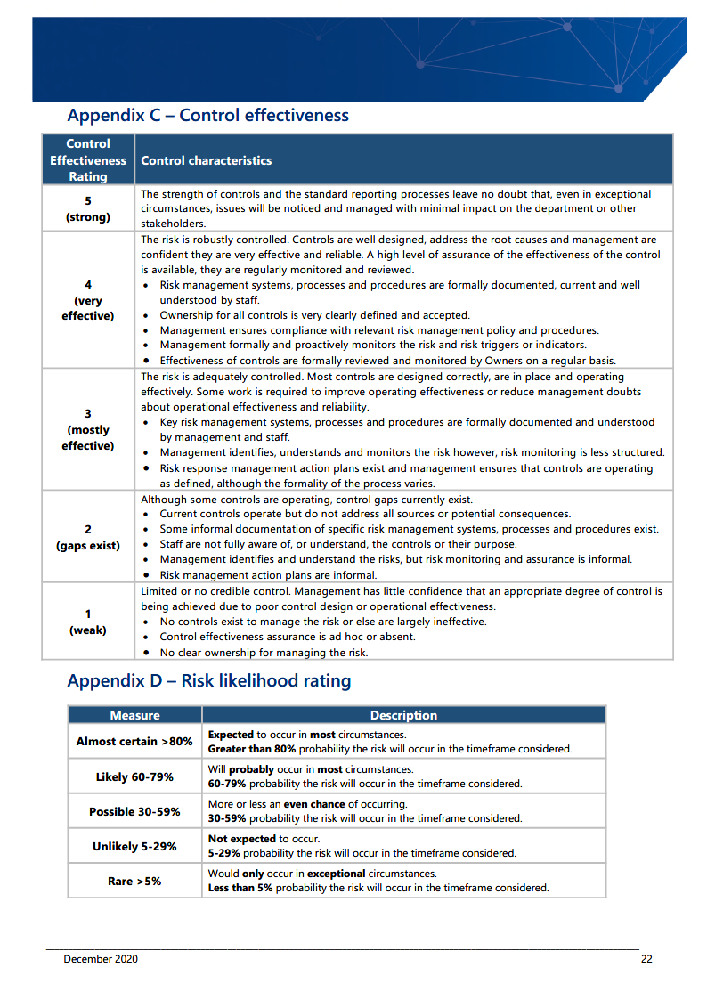 Appendix C – Control effectiveness
Control
Effectiveness
Rating
Control characteristics
5
(strong)
The strength of controls and the standard reporting processes leave no doubt that, even in exceptional
circumstances, issues will be noticed and managed with minimal impact on the department or other
stakeholders.
4
(very
effective)
The risk is robustly controlled. Controls are well designed, address the root causes and management are
confident they are very effective and reliable. A high level of assurance of the effectiveness of the control
is available, they are regularly monitored and reviewed.
• Risk management systems, processes and procedures are formally documented, current and well
understood by staff.
• Ownership for all controls is very clearly defined and accepted.
• Management ensures compliance with relevant risk management policy and procedures.
• Management formally and proactively monitors the risk and risk triggers or indicators.
• Effectiveness of controls are formally reviewed and monitored by Owners on a regular basis.
3
(mostly
effective)
The risk is adequately controlled. Most controls are designed correctly, are in place and operating
effectively. Some work is required to improve operating effectiveness or reduce management doubts
about operational effectiveness and reliability.
• Key risk management systems, processes and procedures are formally documented and understood
by management and staff.
• Management identifies, understands and monitors the risk however, risk monitoring is less structured.
• Risk response management action plans exist and management ensures that controls are operating
as defined, although the formality of the process varies.
2
(gaps exist)
Although some controls are operating, control gaps currently exist.
• Current controls operate but do not address all sources or potential consequences.
• Some informal documentation of specific risk management systems, processes and procedures exist.
• Staff are not fully aware of, or understand, the controls or their purpose.
• Management identifies and understand the risks, but risk monitoring and assurance is informal.
• Risk management action plans are informal.
1
(weak)
Limited or no credible control. Management has little confidence that an appropriate degree of control is
being achieved due to poor control design or operational effectiveness.
• No controls exist to manage the risk or else are largely ineffective.
• Control effectiveness assurance is ad hoc or absent.
• No clear ownership for managing the risk.
Appendix D – Risk likelihood rating
Measure
Description
Almost certain >80%
Expected to occur in most circumstances.
Greater than 80% probability the risk will occur in the timeframe considered.
Likely 60-79%
Will probably occur in most circumstances.
60-79% probability the risk will occur in the timeframe considered.
Possible 30-59%
More or less an even chance of occurring.
30-59% probability the risk will occur in the timeframe considered.
Unlikely 5-29%
Not expected to occur.
5-29% probability the risk will occur in the timeframe considered.
Rare >5%
Would only occur in exceptional circumstances.
Less than 5% probability the risk will occur in the timeframe considered.
December 2020
22